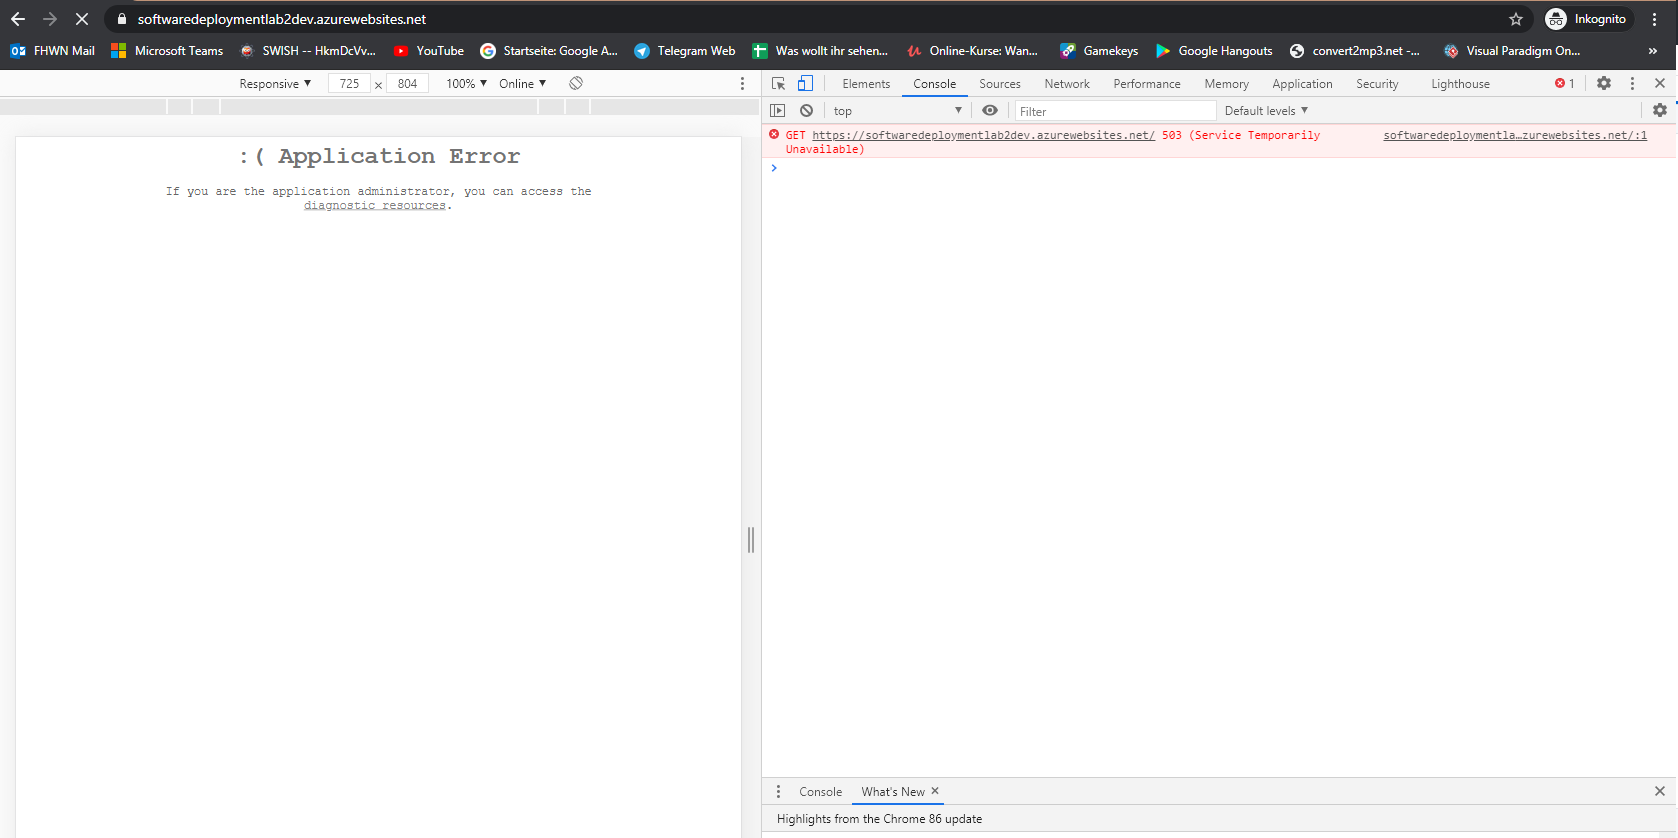 softwaredeploymentlab2dev.azurewebsites.net
Inkognito
FHWN Mail
Microsoft Teams
SWISH -- HkmDcVv...
YouTube
Startseite: Google A...
Telegram Web
Was wollt ihr sehen...
Online-Kurse: Wan...
Gamekeys
Google Hangouts
convert2mp3.net -...
Visual Paradigm On...
»
Responsive
725 × 804
100%
Online
Elements
Console
Sources
Network
Performance
Memory
Application
Security
Lighthouse
1
top
Filter
Default levels
:( Application Error
If you are the application administrator, you can access the
diagnostic resources.
GET https://softwaredeploymentlab2dev.azurewebsites.net/ 503 (Service Temporarily
Unavailable)
softwaredeploymentla…zurewebsites.net/:1
Console
What's New
Highlights from the Chrome 86 update